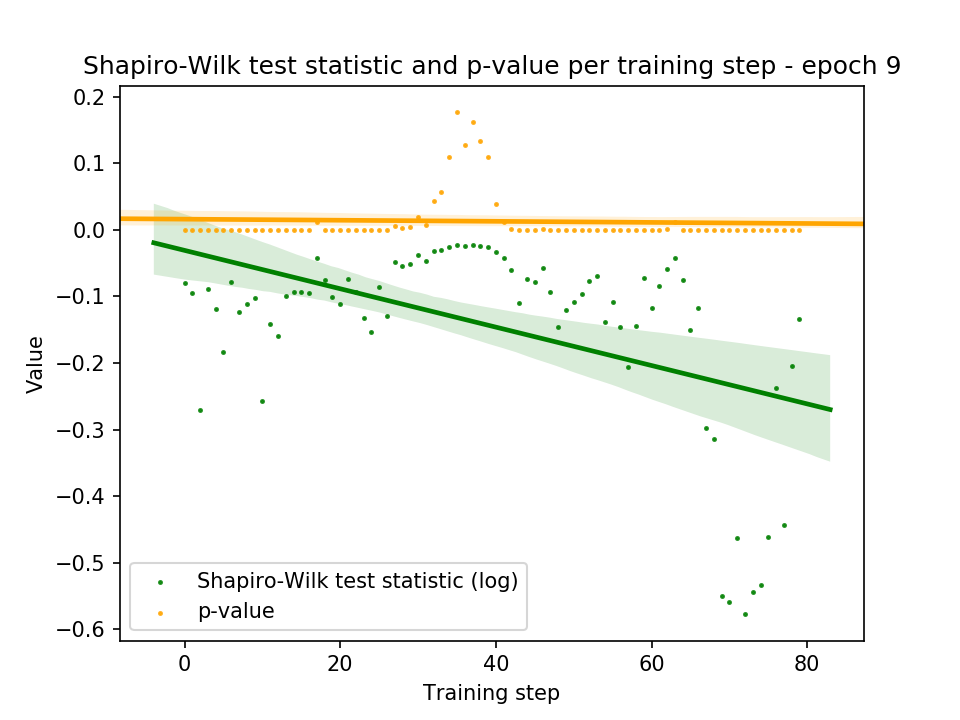 Shapiro-Wilk test statistic and p-value per training step - epoch 9
Value
0.2
0.1
0.0
−0.1
−0.2
−0.3
−0.4
−0.5
−0.6
Shapiro-Wilk test statistic (log)
p-value
0 20 40 60 80
Training step